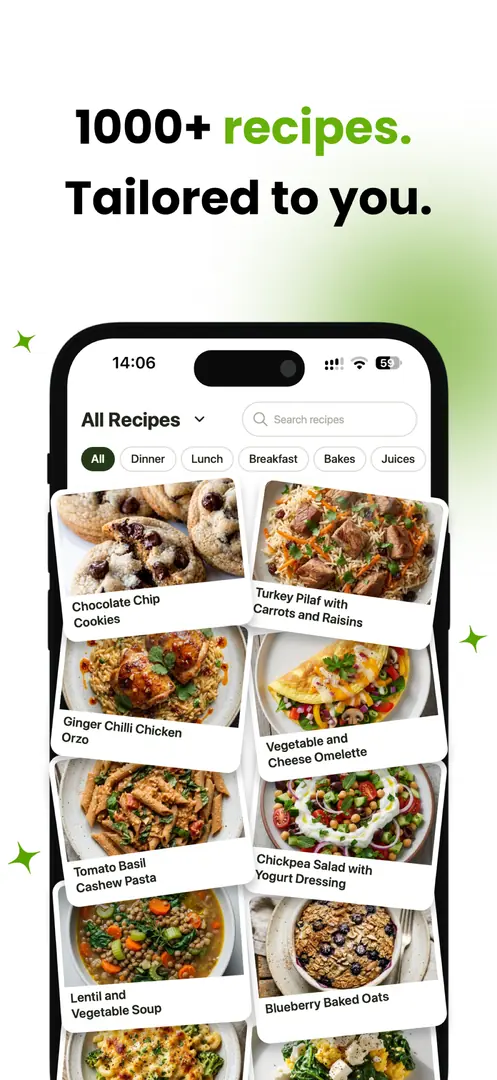 1000+ recipes.
Tailored to you.
14:06
59
All Recipes
Search recipes
All
Dinner
Lunch
Breakfast
Bakes
Juices
Chocolate Chip
Cookies
Turkey Pilaf with
Carrots and Raisins
Ginger Chilli Chicken
Orzo
Vegetable and
Cheese Omelette
Tomato Basil
Cashew Pasta
Chickpea Salad with
Yogurt Dressing
Lentil and
Vegetable Soup
Blueberry Baked Oats